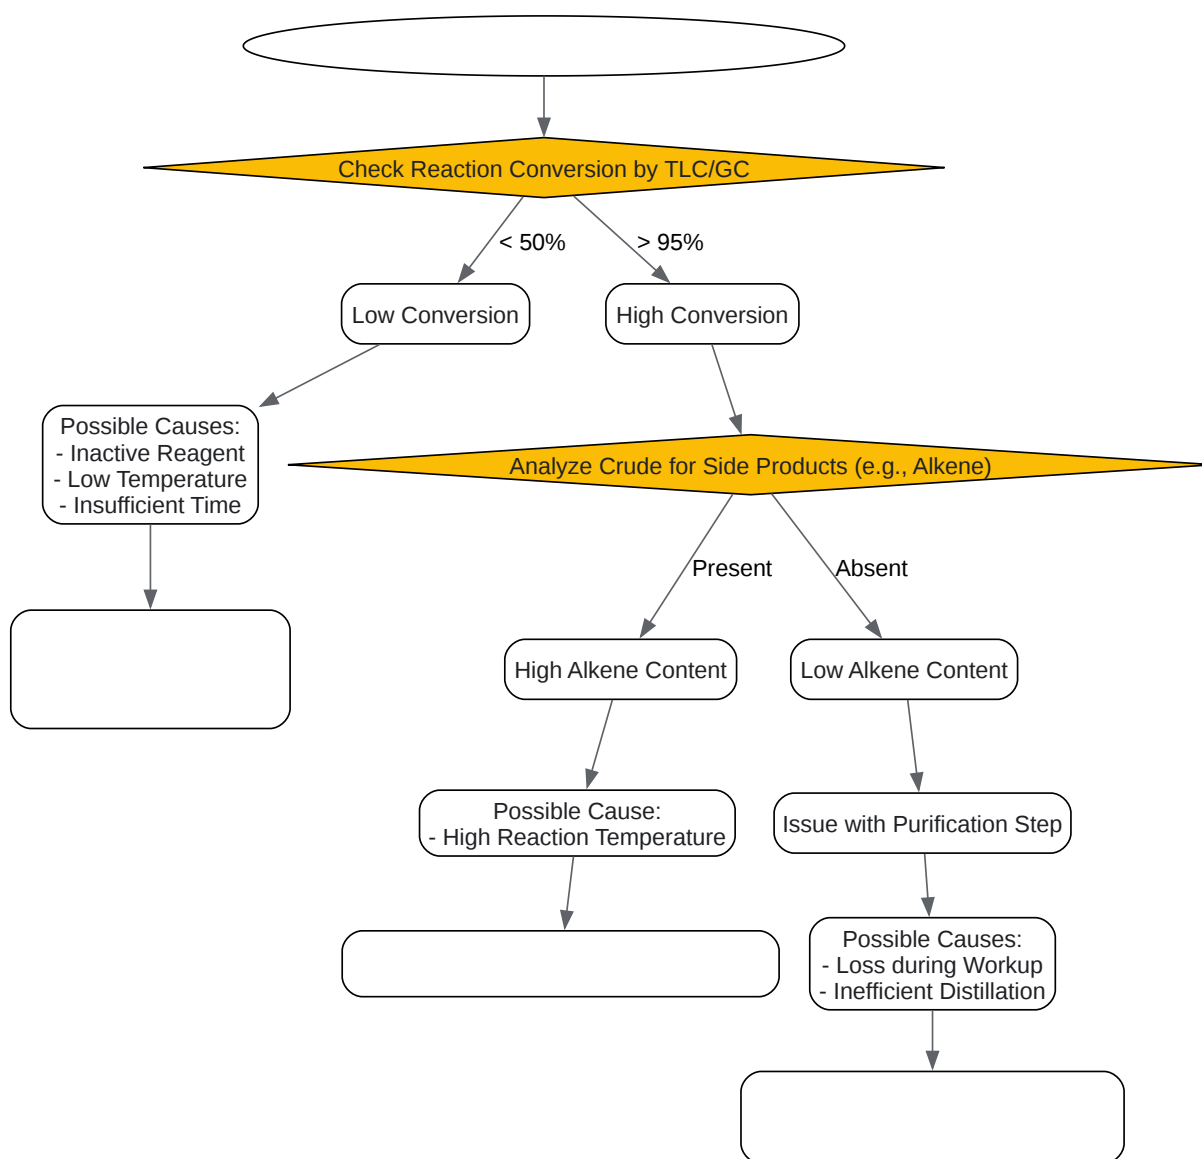 Check Reaction Conversion by TLC/GC
< 50%
> 95%
Low Conversion
High Conversion
Possible Causes:
- Inactive Reagent
- Low Temperature
- Insufficient Time
Analyze Crude for Side Products (e.g., Alkene)
Present
Absent
High Alkene Content
Low Alkene Content
Possible Cause:
- High Reaction Temperature
Issue with Purification Step
Possible Causes:
- Loss during Workup
- Inefficient Distillation